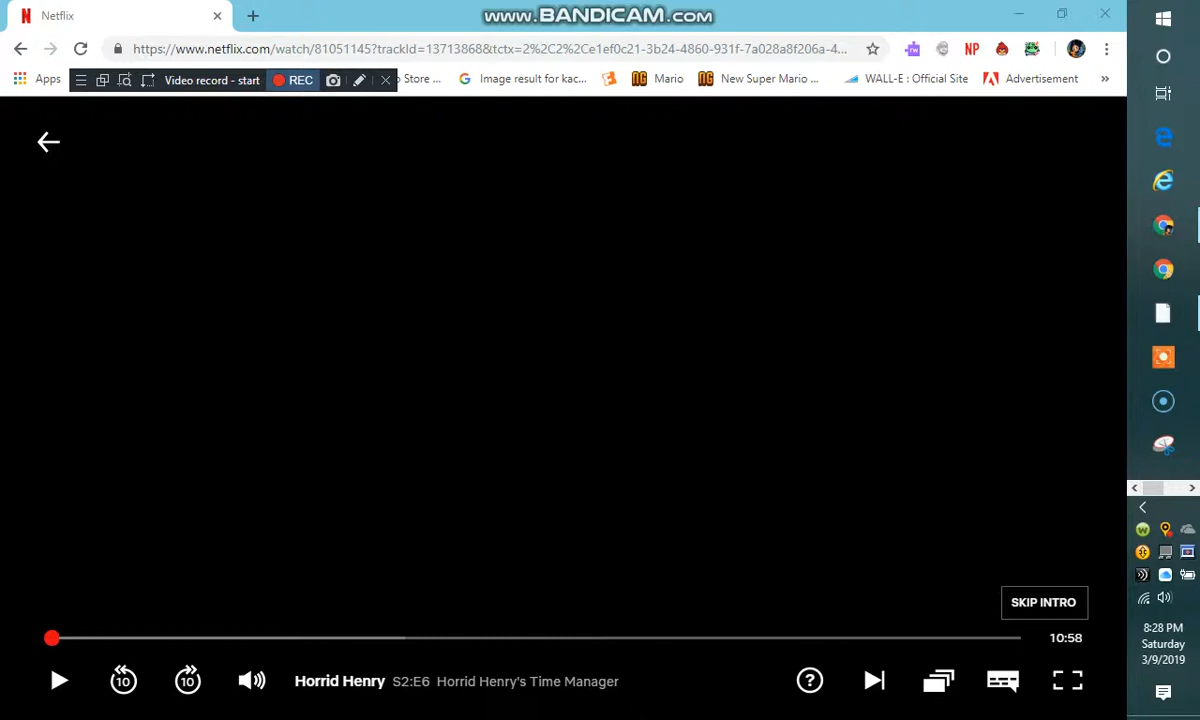 Netflix
www.BANDICAM.com
https://www.netflix.com/watch/81051145?trackId=13713868&tctx=2%2C2%2Ce1ef0c21-3b24-4860-931f-7a028a8f206a-4...
NP
Apps
Video record - start
REC
o Store ...
Image result for kac...
Mario
New Super Mario ...
WALL-E : Official Site
Advertisement
»
SKIP INTRO
10:58
10
10
Horrid Henry S2:E6 Horrid Henry's Time Manager
?
8:28 PM
Saturday
3/9/2019